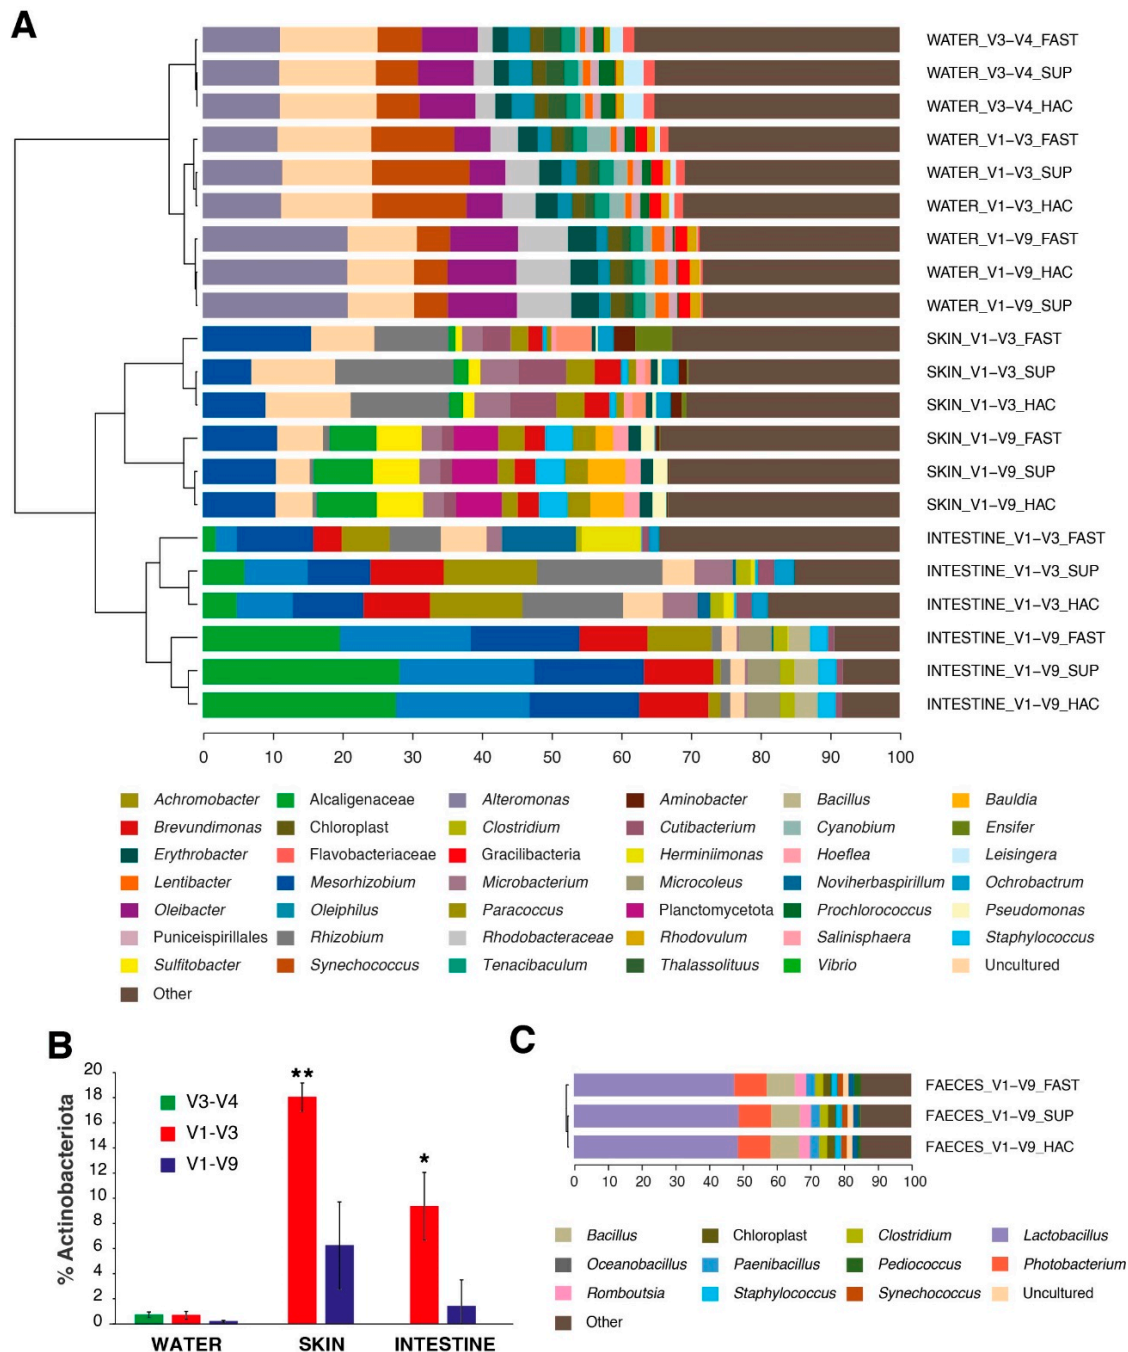 A
WATER_V3–V4_FAST
WATER_V3–V4_SUP
WATER_V3–V4_HAC
WATER_V1–V3_FAST
WATER_V1–V3_SUP
WATER_V1–V3_HAC
WATER_V1–V9_FAST
WATER_V1–V9_HAC
WATER_V1–V9_SUP
SKIN_V1–V3_FAST
SKIN_V1–V3_SUP
SKIN_V1–V3_HAC
SKIN_V1–V9_FAST
SKIN_V1–V9_SUP
SKIN_V1–V9_HAC
INTESTINE_V1–V3_FAST
INTESTINE_V1–V3_SUP
INTESTINE_V1–V3_HAC
INTESTINE_V1–V9_FAST
INTESTINE_V1–V9_SUP
INTESTINE_V1–V9_HAC
0 10 20 30 40 50 60 70 80 90 100
Achromobacter Alcaligenaceae Alteromonas Aminobacter Bacillus Bauldia
Brevundimonas Chloroplast Clostridium Cutibacterium Cyanobium Ensifer
Erythrobacter Flavobacteriaceae Gracilibacteria Herminiimonas Hoeflea Leisingera
Lentibacter Mesorhizobium Microbacterium Microcoleus Noviherbaspirillum Ochrobactrum
Oleibacter Oleiphilus Paracoccus Planctomycetota Prochlorococcus Pseudomonas
Puniceispirillales Rhizobium Rhodobacteraceae Rhodovulum Salinisphaera Staphylococcus
Sulfitobacter Synechococcus Tenacibaculum Thalassolituus Vibrio Uncultured
Other
B
% Actinobacteriota
20
18
16
14
12
10
8
6
4
2
0
V3-V4
V1-V3
V1-V9
**
*
WATER SKIN INTESTINE
C
FAECES_V1–V9_FAST
FAECES_V1–V9_SUP
FAECES_V1–V9_HAC
0 10 20 30 40 50 60 70 80 90 100
Bacillus Chloroplast Clostridium Lactobacillus
Oceanobacillus Paenibacillus Pediococcus Photobacterium
Romboutsia Staphylococcus Synechococcus Uncultured
Other